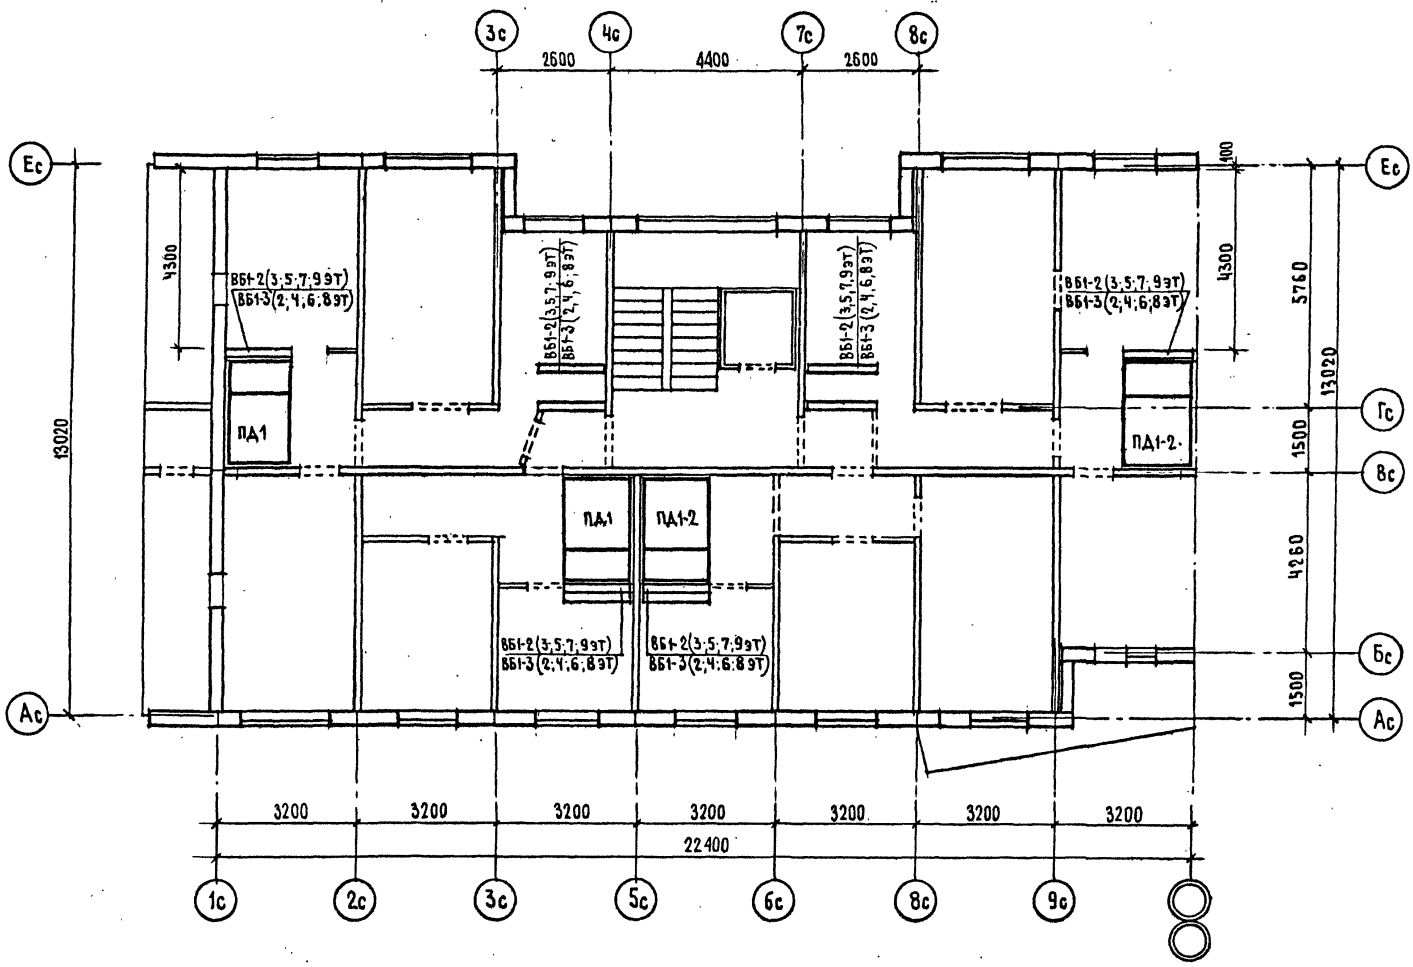 3с 4с 7с 8с
2600 4400 2600
Ес
Ес
100
4300
4300
5760
13020
ВБ1-2(3;5;7;9эт)
ВБ1-3(2;4;6;8эт)
ВБ1-2(3,5,7,9эт)
ВБ1-3(2,4,6;8эт)
ВБ1-2(3,5,7,9эт)
ВБ1-3(2,4,6,8эт)
ВБ1-2(3;5;7;9эт)
ВБ1-3(2;4;6;8эт)
Гс
13020
ПД1
ПД1-2
1500
Вс
ПД1
ПД1-2
4260
ВБ1-2(3;5;7;9эт)
ВБ1-3(2;4;6;8эт)
ВБ1-2(3;5;7;9эт)
ВБ1-3(2;4;6;8эт)
Бс
1500
Ас
Ас
3200 3200 3200 3200 3200 3200 3200
22400
1с 2с 3с 5с 6с 8с 9с